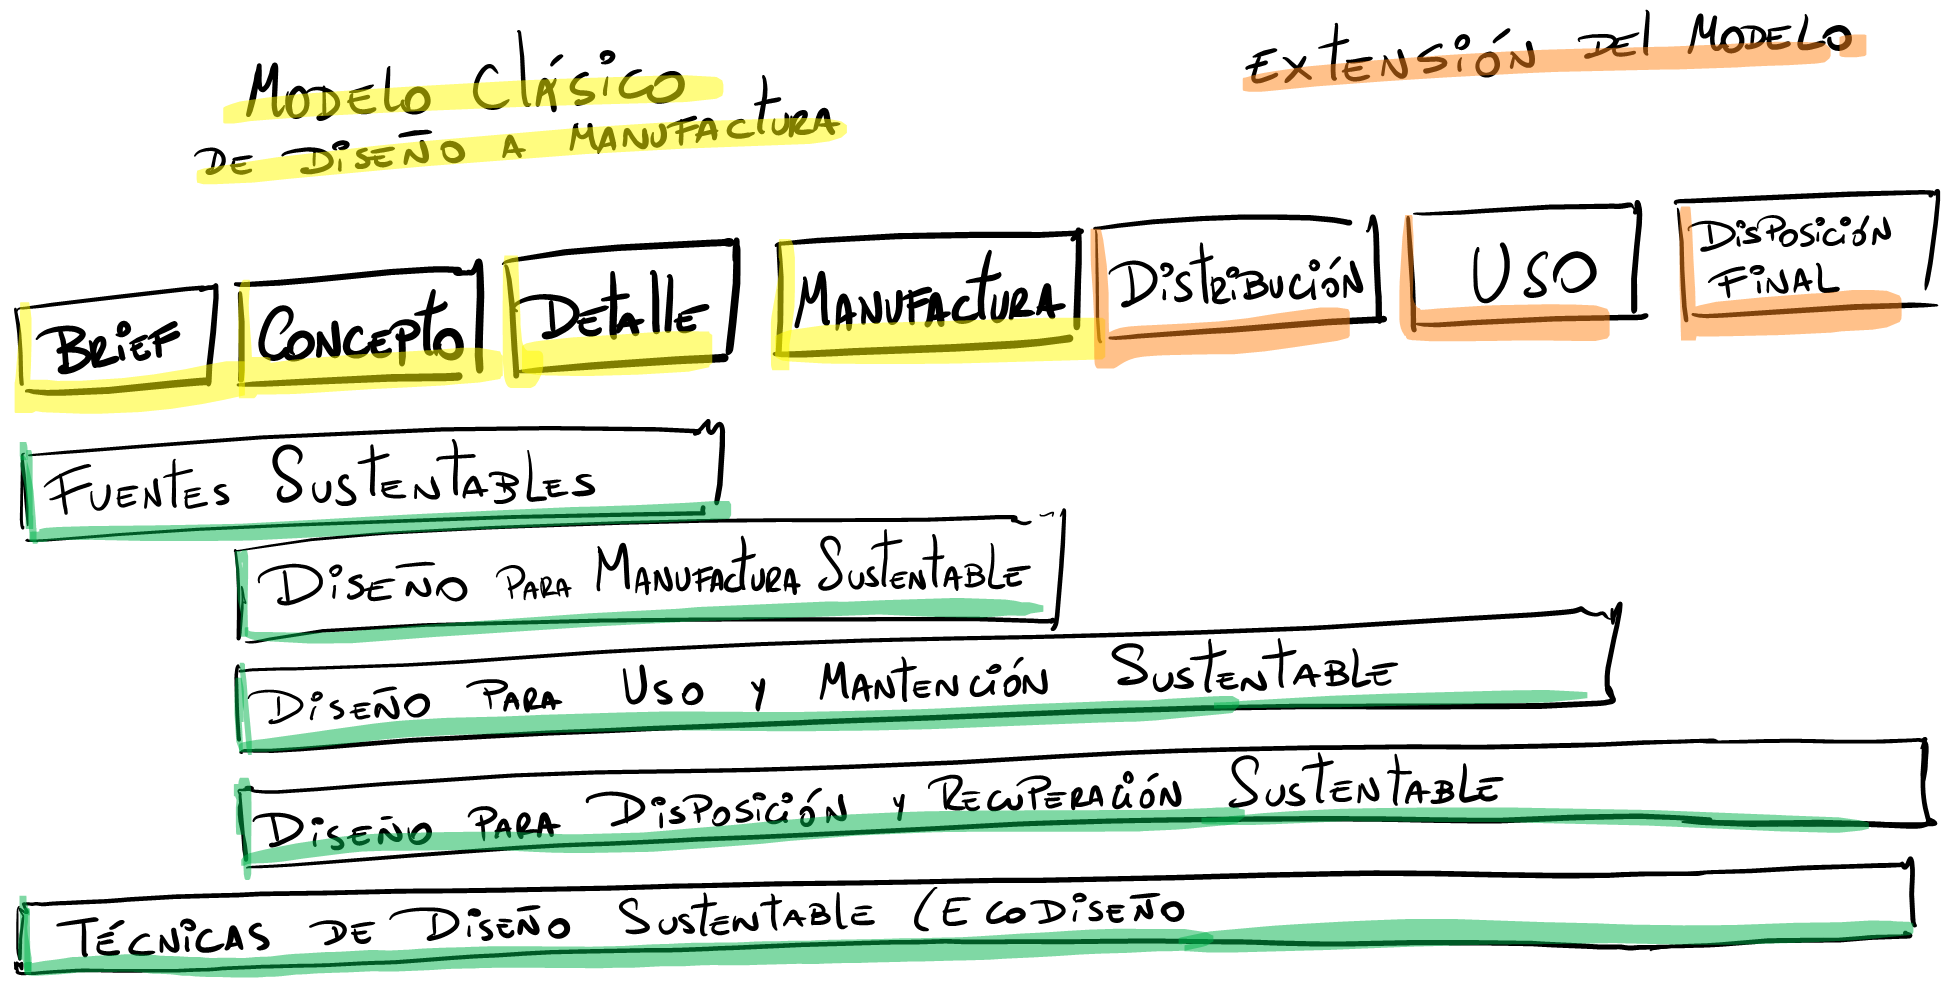 Modelo Clásico
de Diseño a Manufactura
Extensión del Modelo
Brief
Concepto
Detalle
Manufactura
Distribución
Uso
Disposición
Final
Fuentes Sustentables
Diseño para Manufactura Sustentable
Diseño para Uso y Mantención Sustentable
Diseño para Disposición y Recuperación Sustentable
Técnicas de Diseño Sustentable (Ecodiseño